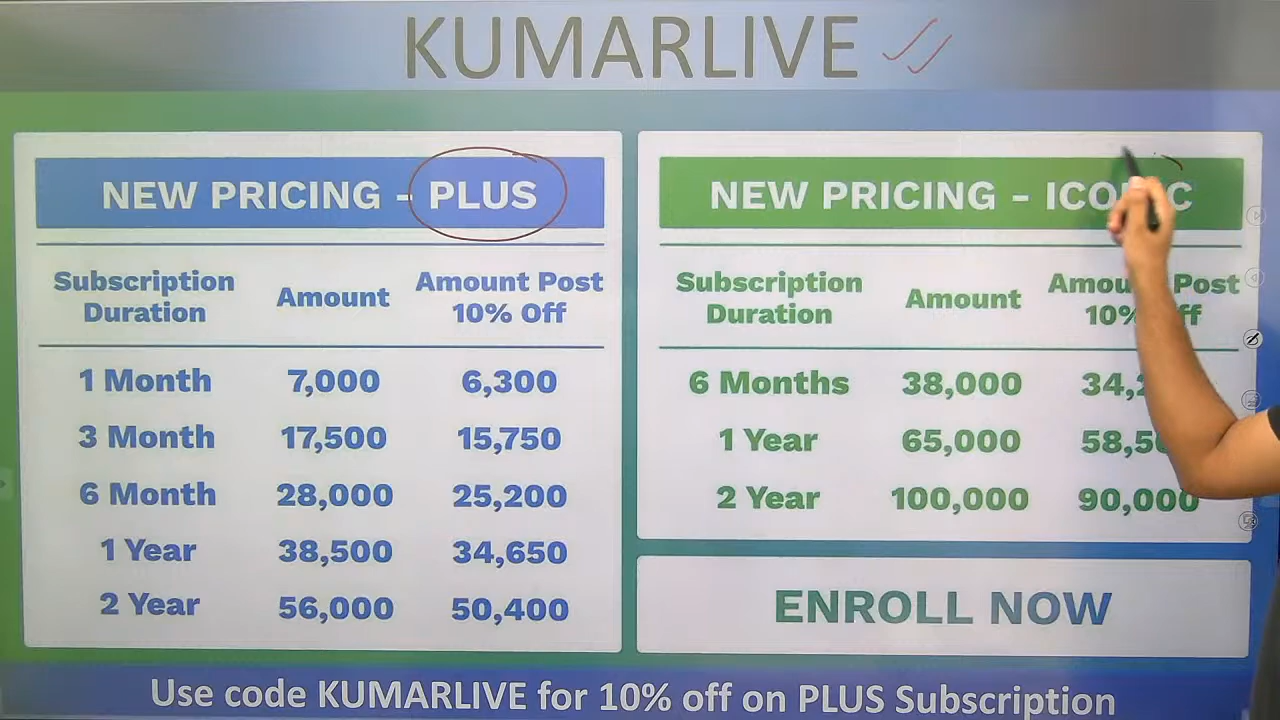 KUMARLIVE
NEW PRICING - PLUS
Subscription Duration Amount Amount Post 10% Off
1 Month 7,000 6,300
3 Month 17,500 15,750
6 Month 28,000 25,200
1 Year 38,500 34,650
2 Year 56,000 50,400
NEW PRICING -
Subscription Duration Amount Post
6 Months 38,000
1 Year 65,000
2 Year 100,000 90,000
ENROLL NOW
Use code KUMARLIVE for 10% off on PLUS Subscription